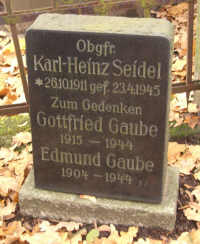 Obgfr.
Karl-Heinz Seidel
*26.10.1911 gef. 23.4.1945
Zum Gedenken
Gottfried Gaube
1915 - 1944
Edmund Gaube
1904 - 1944